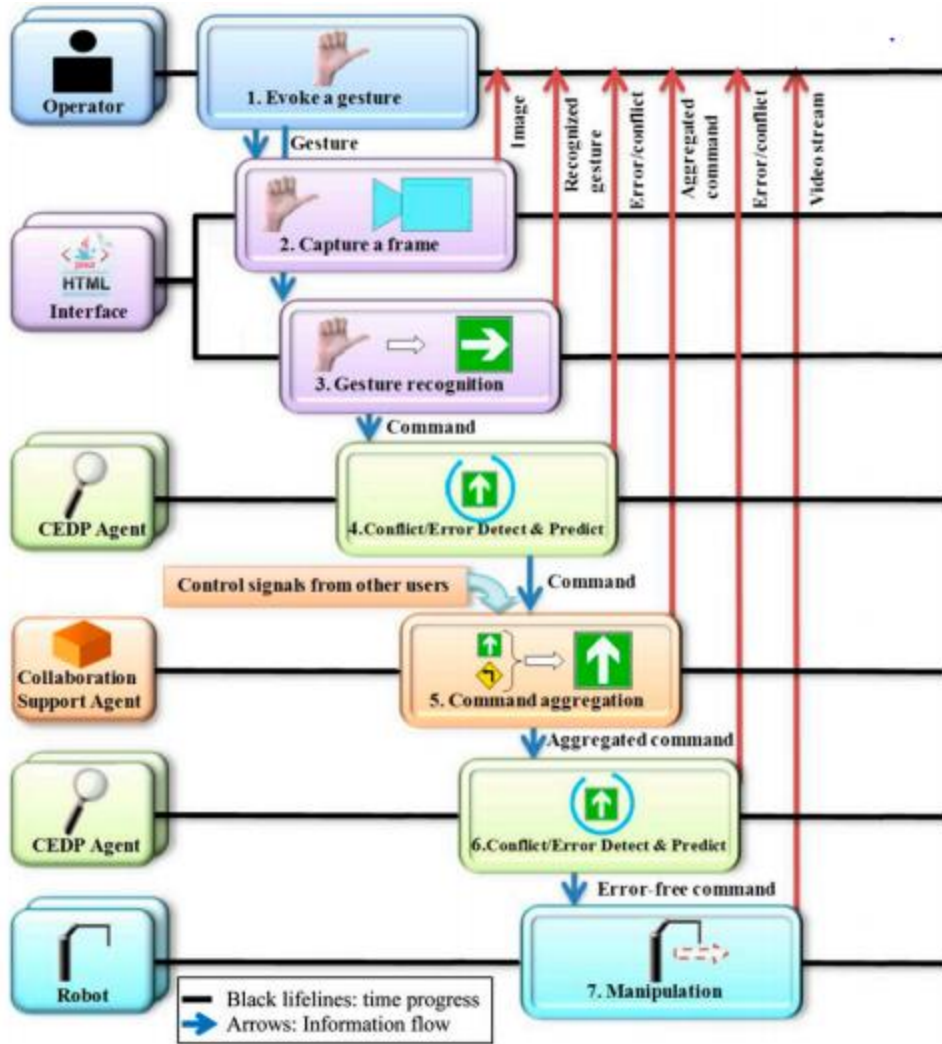 Operator
1. Evoke a gesture
Gesture
Image
Recognized
gesture
Error/conflict
Aggregated
command
Error/conflict
Video stream
2. Capture a frame
Java
HTML
Interface
3. Gesture recognition
Command
CEDP Agent
4.Conflict/Error Detect & Predict
Control signals from other users
Command
Collaboration
Support Agent
5. Command aggregation
Aggregated command
CEDP Agent
6.Conflict/Error Detect & Predict
Error-free command
Robot
7. Manipulation
Black lifelines: time progress
Arrows: Information flow